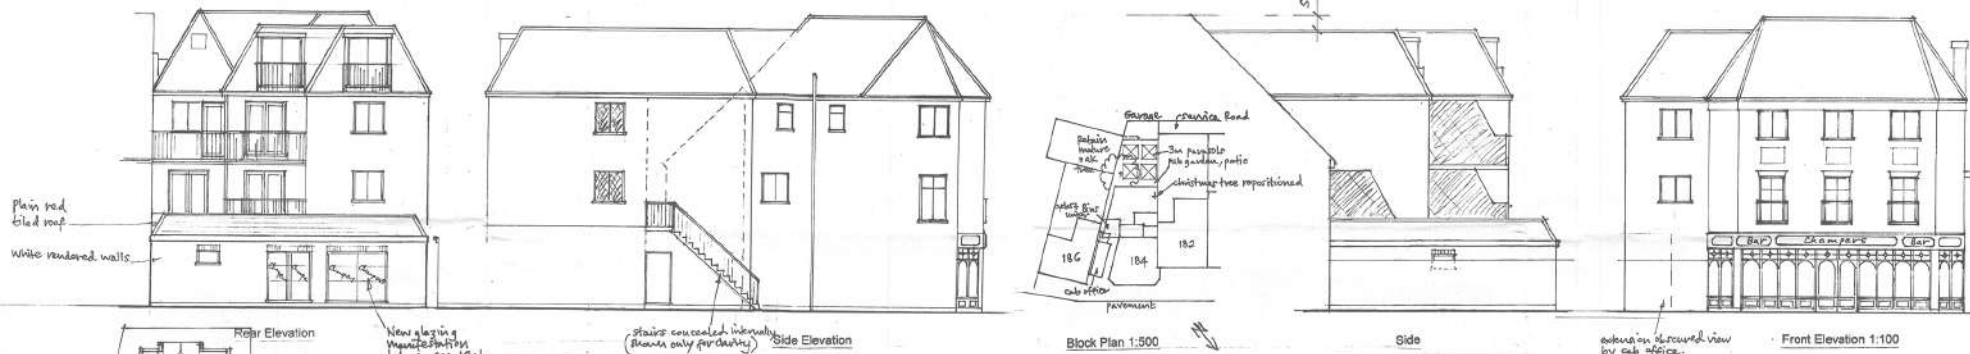 Plain red
tiled roof
White rendered walls
Rear Elevation
New glazing
manifestation
stairs concealed internally
(shown only for clarity)
Side Elevation
Garage
service Road
Retain
mature
oak
tree
3m parasols
pub garden, patio
christmas tree repositioned
186
184
182
cab office
pavement
Block Plan 1:500
N
Side
Bar
Champers
Bar
extension obscured view
by cab office.
Front Elevation 1:100